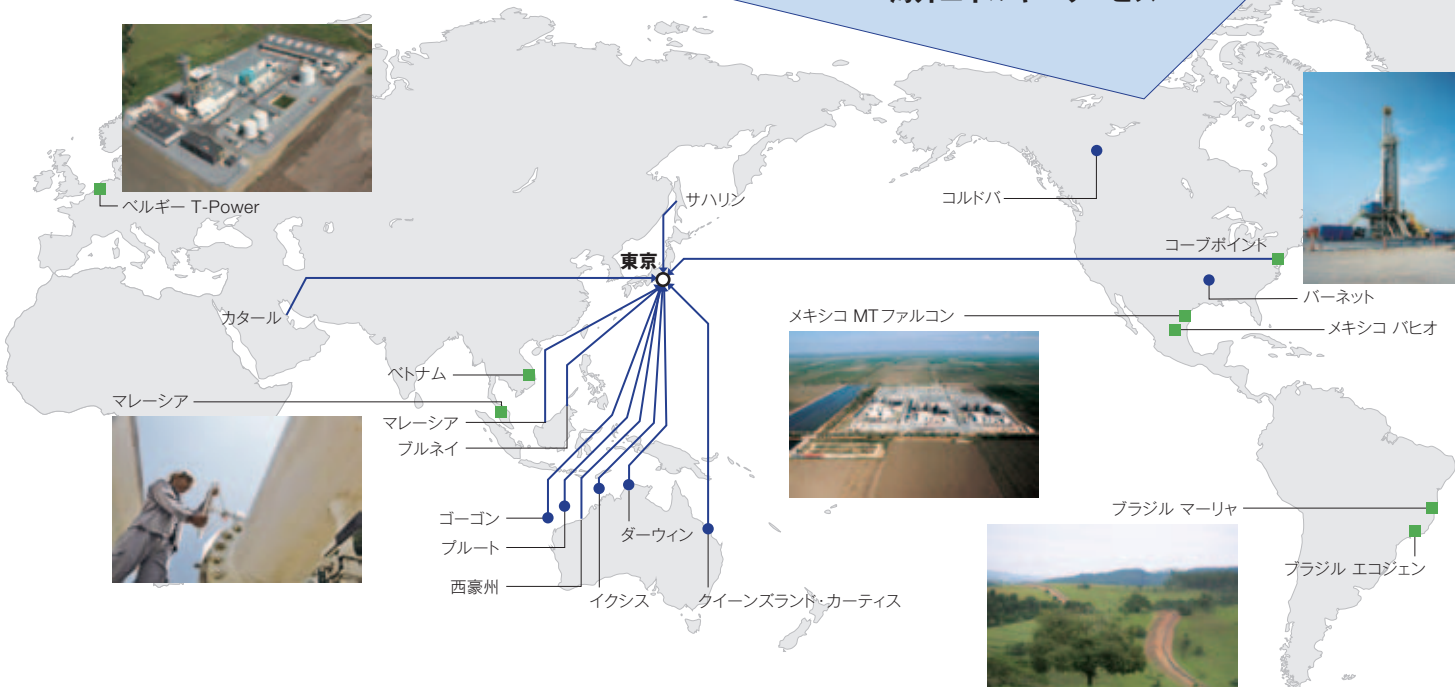 ベルギー T-Power
サハリン
コルドバ
コーブポイント
東京
バーネット
カタール
メキシコ MTファルコン
メキシコ バヒオ
ベトナム
マレーシア
マレーシア
ブルネイ
ゴーゴン
ブルート
ダーウィン
西豪州
イクシス
クイーンズランド・カーティス
ブラジル マーリャ
ブラジル エコジェン